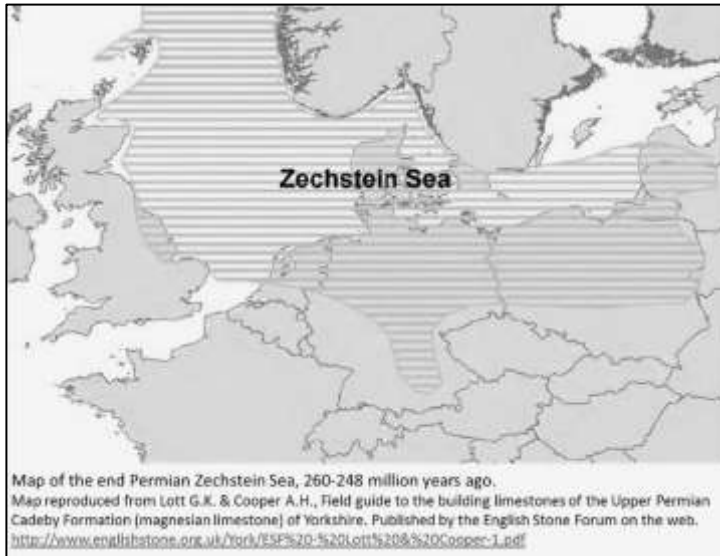 Zechstein Sea
Map of the end Permian Zechstein Sea, 260-248 million years ago.
Map reproduced from Lott G.K. & Cooper A.H., Field guide to the building limestones of the Upper Permian
Cadeby Formation (magnesian limestone) of Yorkshire. Published by the English Stone Forum on the web.
http://www.englishstone.org.uk/York/ESF%20-%20Lott%20&%20Cooper-1.pdf